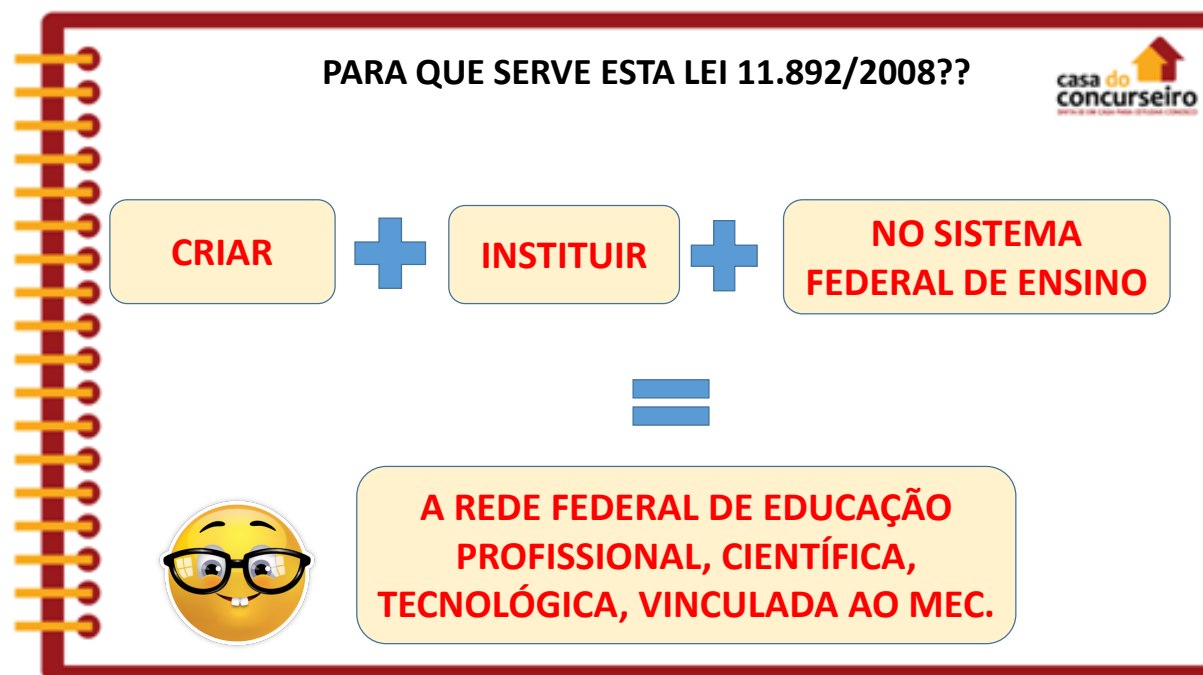 PARA QUE SERVE ESTA LEI 11.892/2008??
casa do
concurseiro
CRIAR
INSTITUIR
NO SISTEMA
FEDERAL DE ENSINO
A REDE FEDERAL DE EDUCAÇÃO
PROFISSIONAL, CIENTÍFICA,
TECNOLÓGICA, VINCULADA AO MEC.